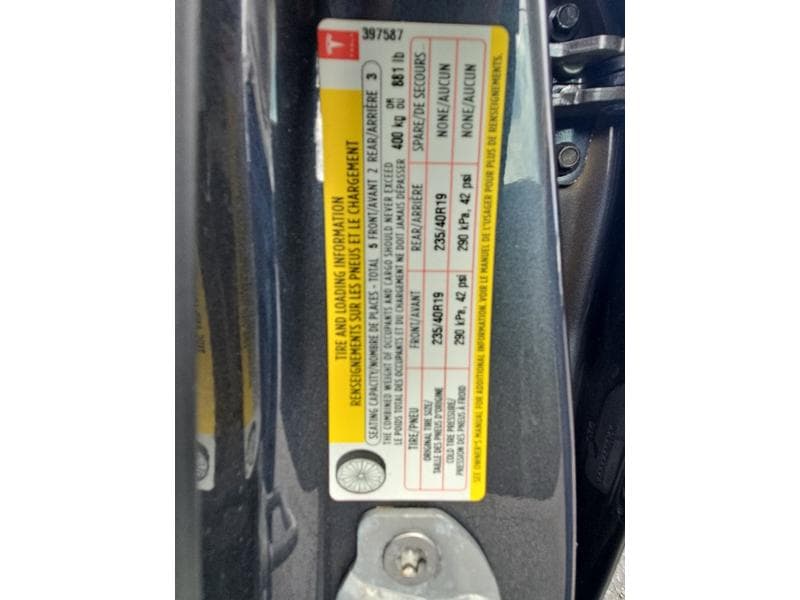 TESLA
397587
TIRE AND LOADING INFORMATION
RENSEIGNEMENTS SUR LES PNEUS ET LE CHARGEMENT
SEATING CAPACITY/NOMBRE DE PLACES - TOTAL 5 FRONT/AVANT 2 REAR/ARRIÈRE 3
THE COMBINED WEIGHT OF OCCUPANTS AND CARGO SHOULD NEVER EXCEED
LE POIDS TOTAL DES OCCUPANTS ET DU CHARGEMENT NE DOIT JAMAIS DÉPASSER
400 kg OR OU 881 lb
TIRE/PNEU FRONT/AVANT REAR/ARRIÈRE SPARE/DE SECOURS
ORIGINAL TIRE SIZE/
TAILLE DES PNEUS D'ORIGINE 235/40R19 235/40R19 NONE/AUCUN
COLD TIRE PRESSURE/
PRESSION DES PNEUS À FROID 290 kPa, 42 psi 290 kPa, 42 psi NONE/AUCUN
SEE OWNER'S MANUAL FOR ADDITIONAL INFORMATION. VOIR LE MANUEL DE L'USAGER POUR PLUS DE RENSEIGNEMENTS.